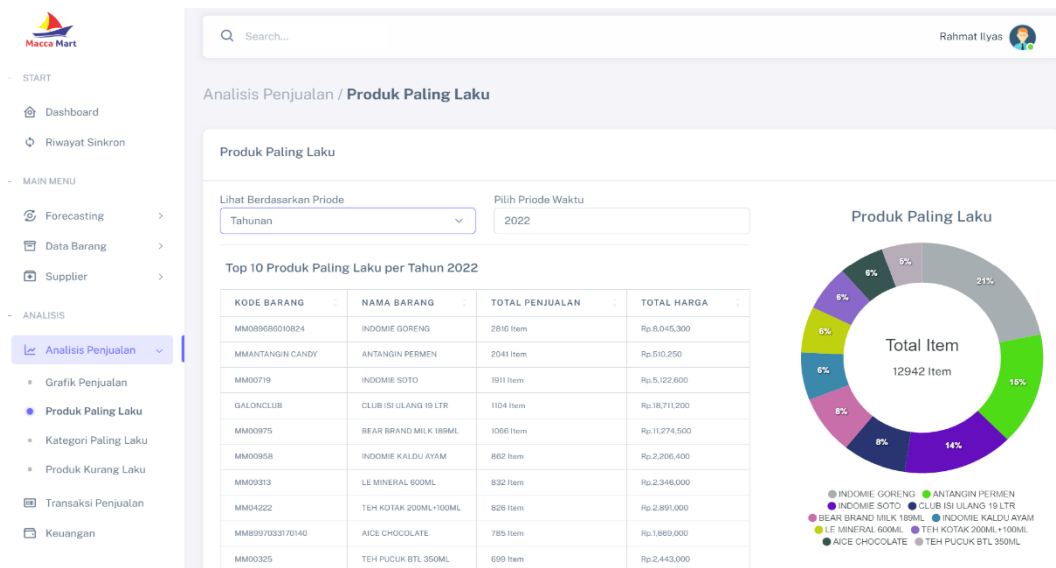 Macca Mart
Search...
Rahmat Ilyas
START
Dashboard
Riwayat Sinkron
MAIN MENU
Forecasting
Data Barang
Supplier
ANALISIS
Analisis Penjualan
Grafik Penjualan
Produk Paling Laku
Kategori Paling Laku
Produk Kurang Laku
Transaksi Penjualan
Keuangan
Analisis Penjualan / Produk Paling Laku
Produk Paling Laku
Lihat Berdasarkan Priode
Pilih Priode Waktu
Tahunan
2022
Top 10 Produk Paling Laku per Tahun 2022
KODE BARANG NAMA BARANG TOTAL PENJUALAN TOTAL HARGA
MM089686010824 INDOMIE GORENG 2816 Item Rp.8,045,300
MMANTANGIN CANDY ANTANGIN PERMEN 2041 Item Rp.510,250
MM00719 INDOMIE SOTO 1911 Item Rp.5,122,600
GALONCLUB CLUB ISI ULANG 19 LTR 1104 Item Rp.18,711,200
MM00975 BEAR BRAND MILK 189ML 1066 Item Rp.11,274,500
MM00958 INDOMIE KALDU AYAM 862 Item Rp.2,206,400
MM09313 LE MINERAL 600ML 832 Item Rp.2,346,000
MM04222 TEH KOTAK 200ML+100ML 826 Item Rp.2,891,000
MM8997033170140 AICE CHOCOLATE 785 Item Rp.1,669,000
MM00325 TEH PUCUK BTL 350ML 699 Item Rp.2,443,000
Produk Paling Laku
5%
21%
6%
6%
6%
6%
15%
8%
8%
14%
Total Item
12942 Item
INDOMIE GORENG ANTANGIN PERMEN
INDOMIE SOTO CLUB ISI ULANG 19 LTR
BEAR BRAND MILK 189ML INDOMIE KALDU AYAM
LE MINERAL 600ML TEH KOTAK 200ML+100ML
AICE CHOCOLATE TEH PUCUK BTL 350ML